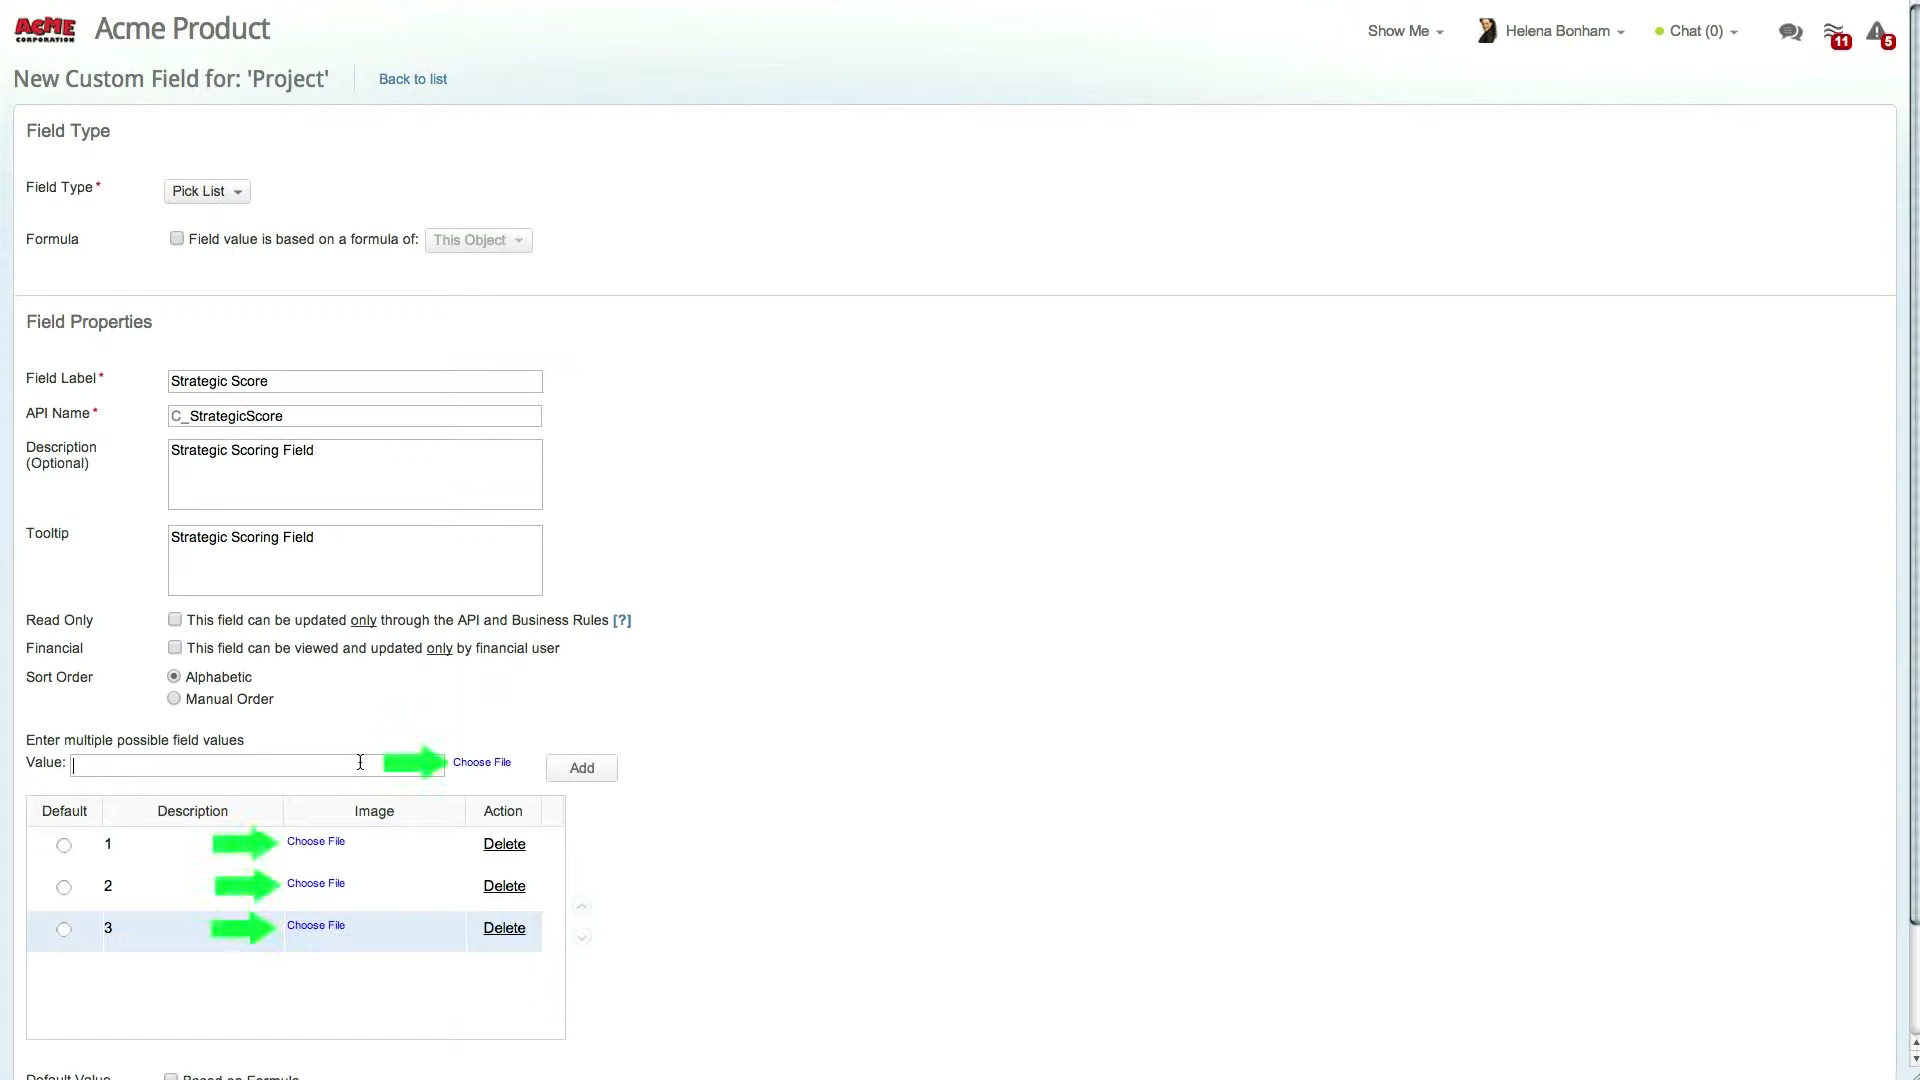 ACME CORPORATION Acme Product Show Me Helena Bonham Chat (0) 11 5
New Custom Field for: 'Project' Back to list
Field Type
Field Type * Pick List
Formula Field value is based on a formula of: This Object
Field Properties
Field Label * Strategic Score
API Name * C_StrategicScore
Description (Optional) Strategic Scoring Field
Tooltip Strategic Scoring Field
Read Only This field can be updated only through the API and Business Rules [?]
Financial This field can be viewed and updated only by financial user
Sort Order Alphabetic
Manual Order
Enter multiple possible field values
Value: Choose File Add
Default Description Image Action
1 Choose File Delete
2 Choose File Delete
3 Choose File Delete
Default Value Based on Formula